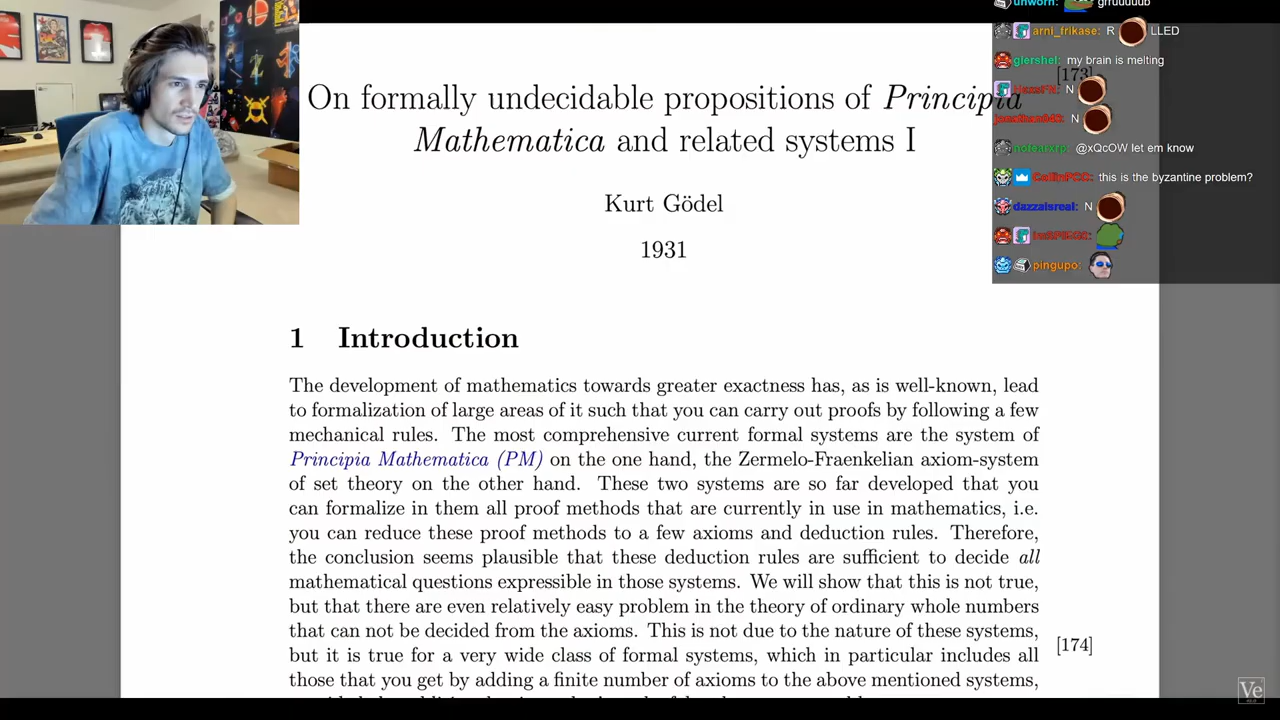 On formally undecidable propositions of Principia
Mathematica and related systems I
Kurt Gödel
1931
1 Introduction
The development of mathematics towards greater exactness has, as is well-known, lead
to formalization of large areas of it such that you can carry out proofs by following a few
mechanical rules. The most comprehensive current formal systems are the system of
Principia Mathematica (PM) on the one hand, the Zermelo-Fraenkelian axiom-system
of set theory on the other hand. These two systems are so far developed that you
can formalize in them all proof methods that are currently in use in mathematics, i.e.
you can reduce these proof methods to a few axioms and deduction rules. Therefore,
the conclusion seems plausible that these deduction rules are sufficient to decide all
mathematical questions expressible in those systems. We will show that this is not true,
but that there are even relatively easy problem in the theory of ordinary whole numbers
that can not be decided from the axioms. This is not due to the nature of these systems,
but it is true for a very wide class of formal systems, which in particular includes all
those that you get by adding a finite number of axioms to the above mentioned systems,
[173]
[174]
unworn: grruuuuub
arni_frikase: R LLED
glershel: my brain is melting
N
N
@xQcOW let em know
this is the byzantine problem?
dazzalsreal: N
pingupo:
Ve